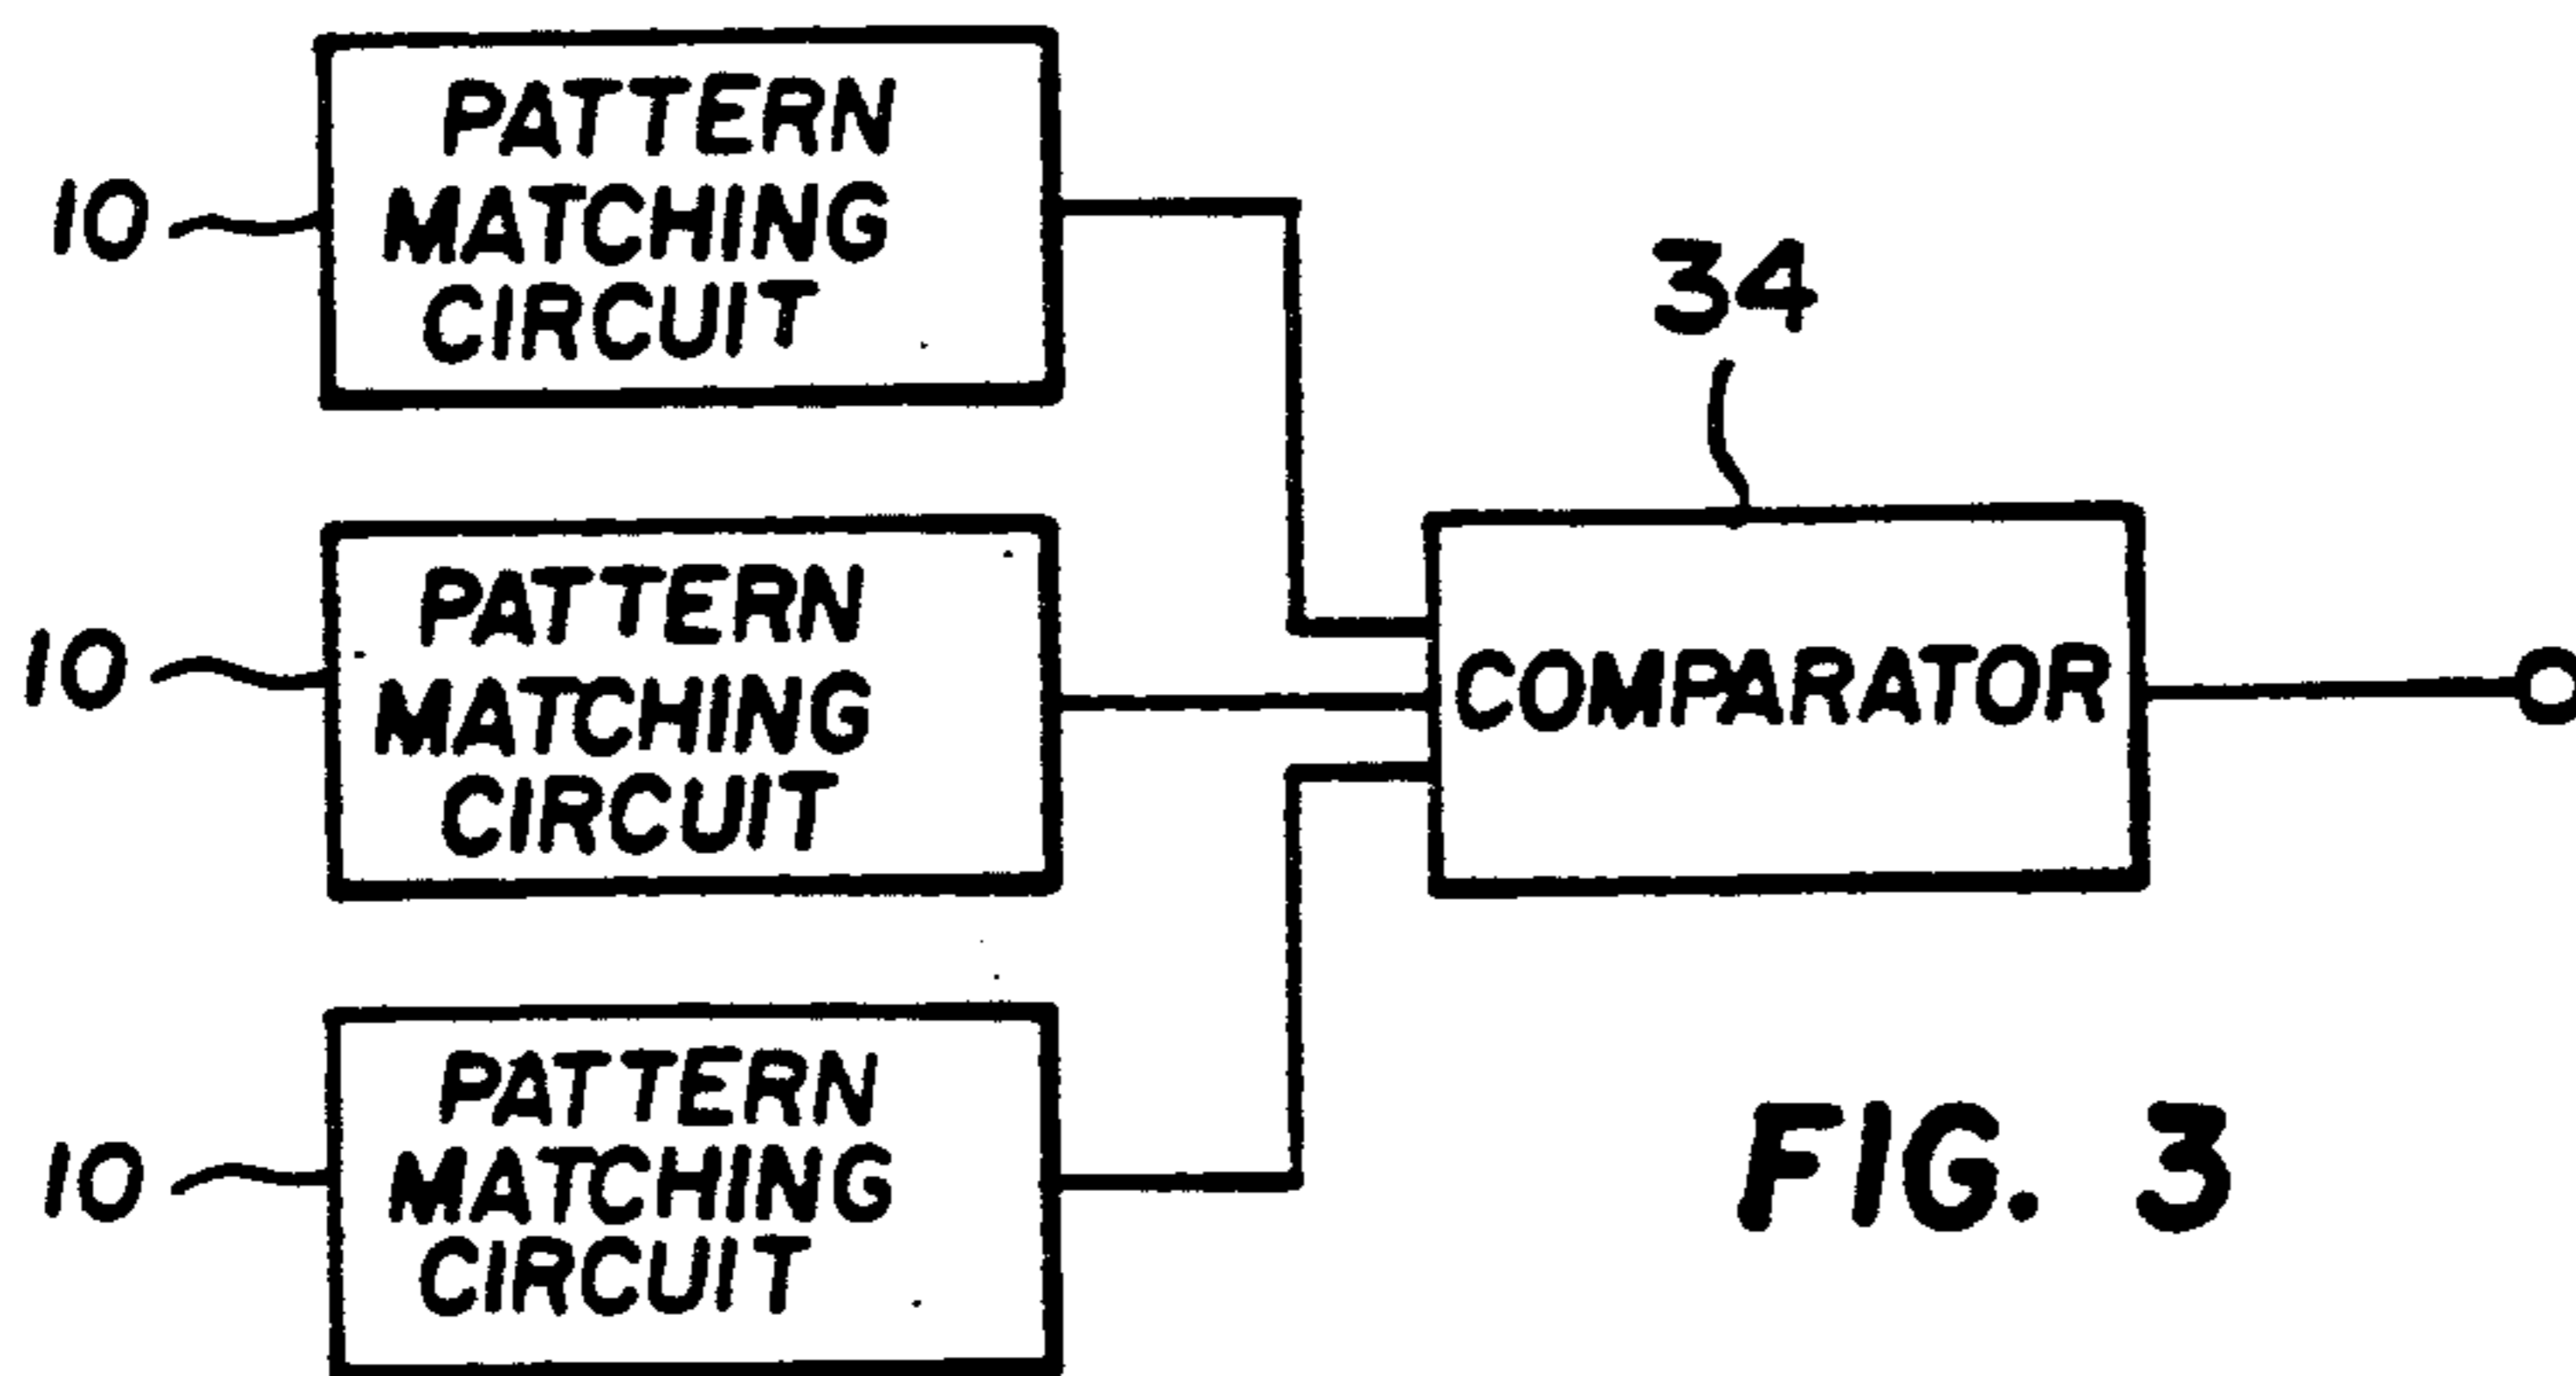 PATTERN
MATCHING
CIRCUIT
10
34
PATTERN
MATCHING
CIRCUIT
10
COMPARATOR
PATTERN
MATCHING
CIRCUIT
10
FIG. 3